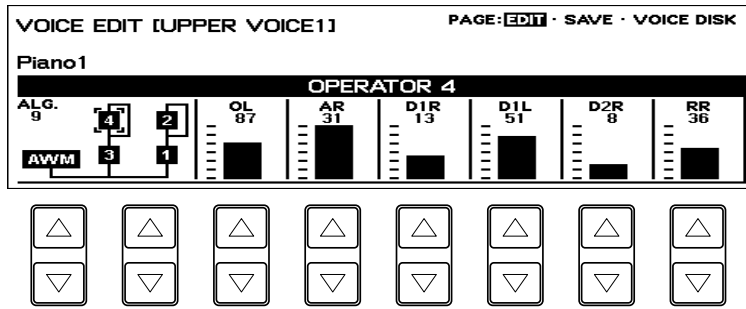 VOICE EDIT [UPPER VOICE1] PAGE: EDIT · SAVE · VOICE DISK
Piano1
OPERATOR 4
ALG. OL AR D1R D1L D2R RR
9 4 2 87 31 13 51 8 36
AWM 3 1